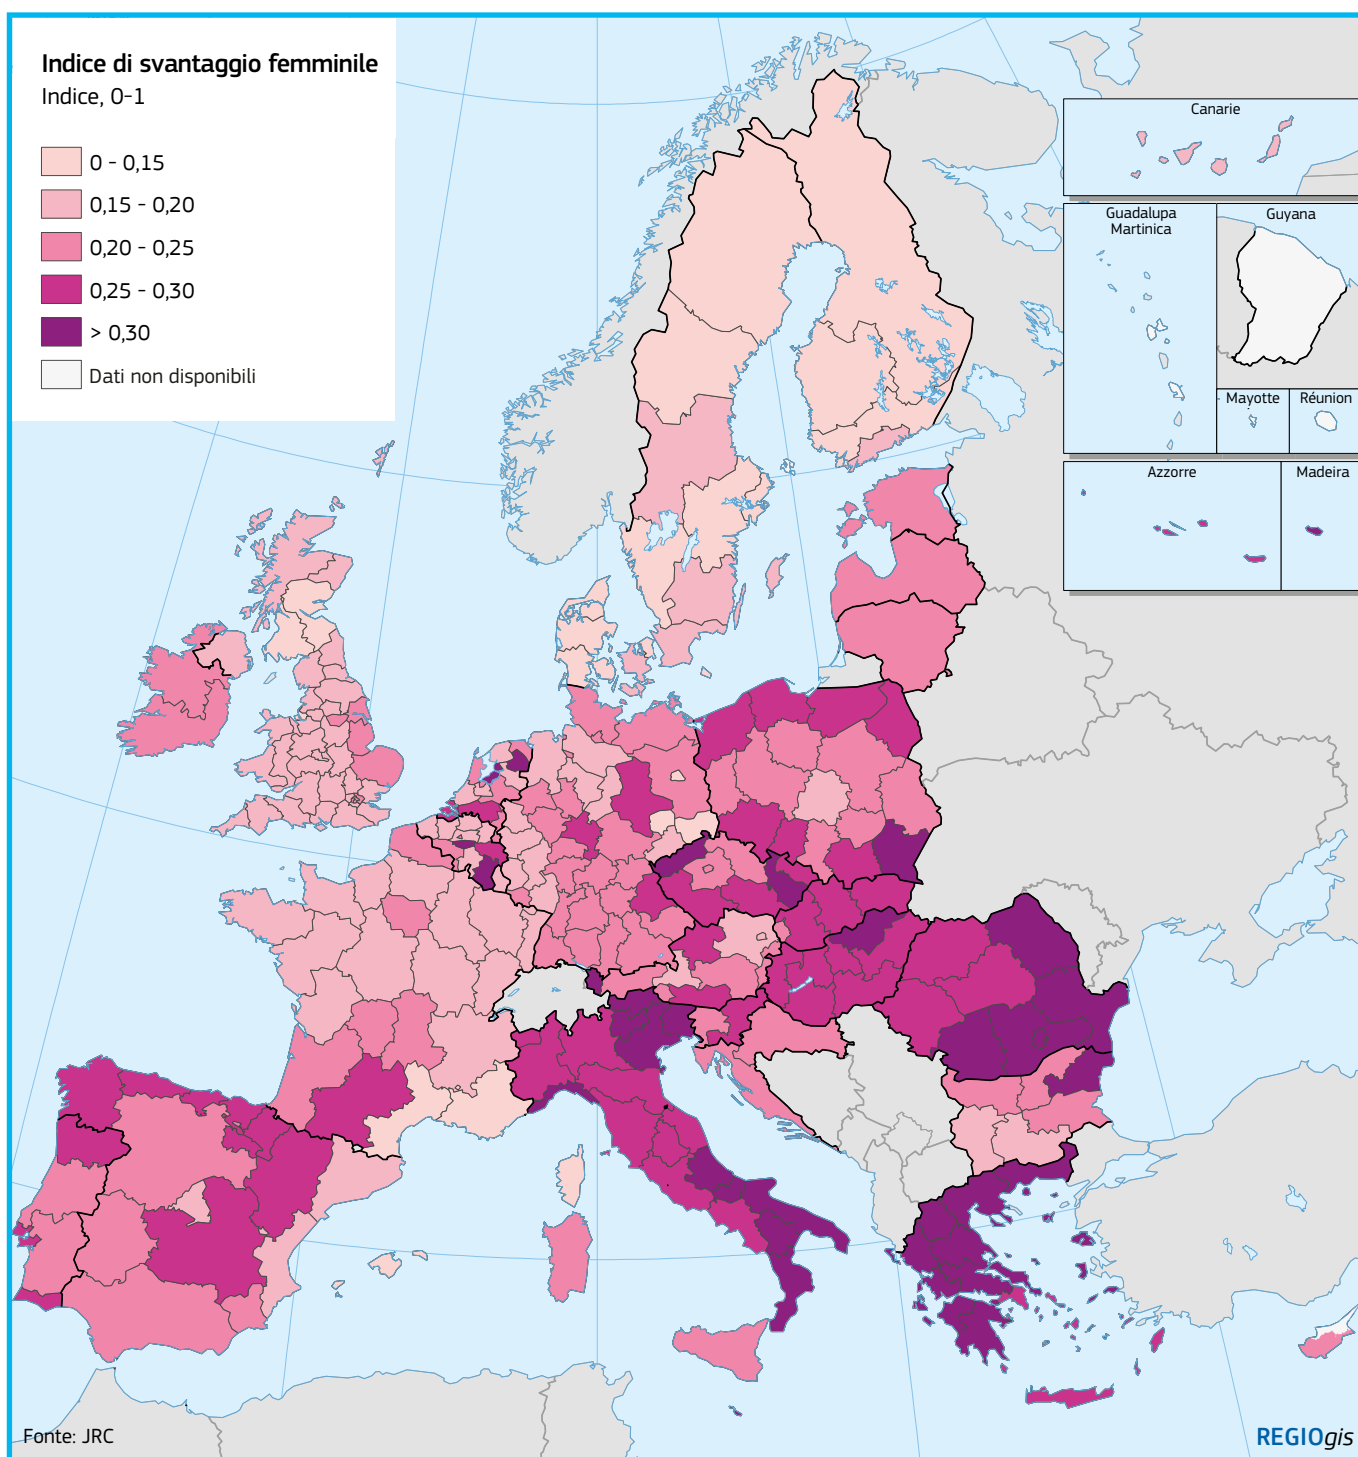 Indice di svantaggio femminile
Indice, 0-1
0 - 0,15
0,15 - 0,20
0,20 - 0,25
0,25 - 0,30
> 0,30
Dati non disponibili
Canarie
Guadalupa
Martinica
Guyana
Mayotte
Réunion
Azzorre
Madeira
Fonte: JRC
REGIOgis